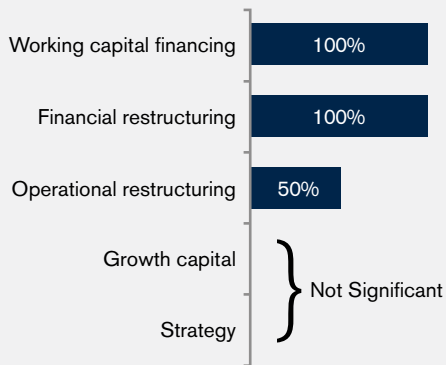 Working capital financing 100%
Financial restructuring 100%
Operational restructuring 50%
Growth capital
Not Significant
Strategy